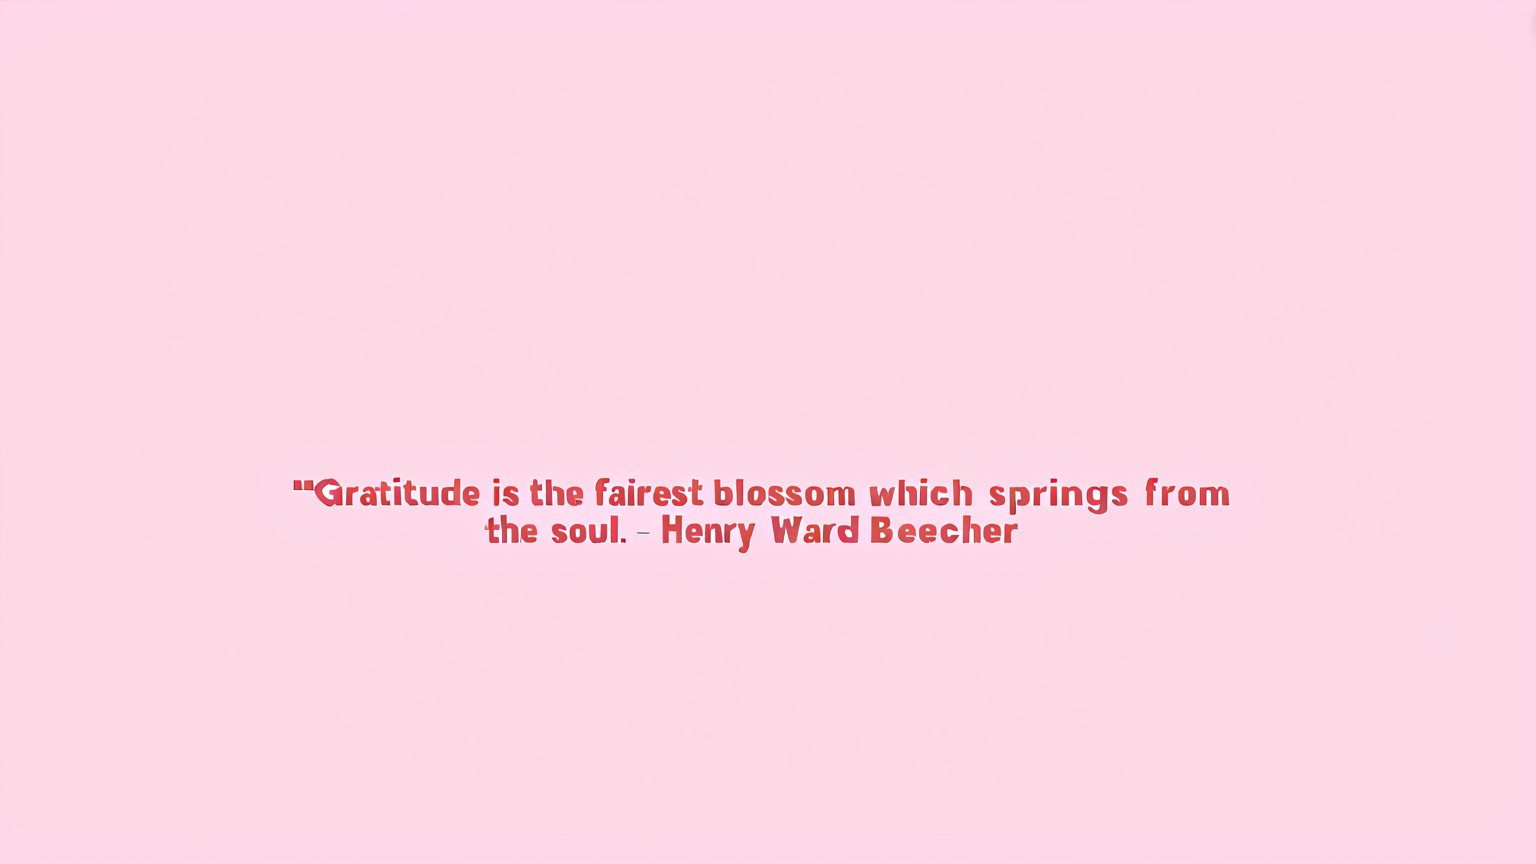 "Gratitude is the fairest blossom which springs from
the soul. – Henry Ward Beecher